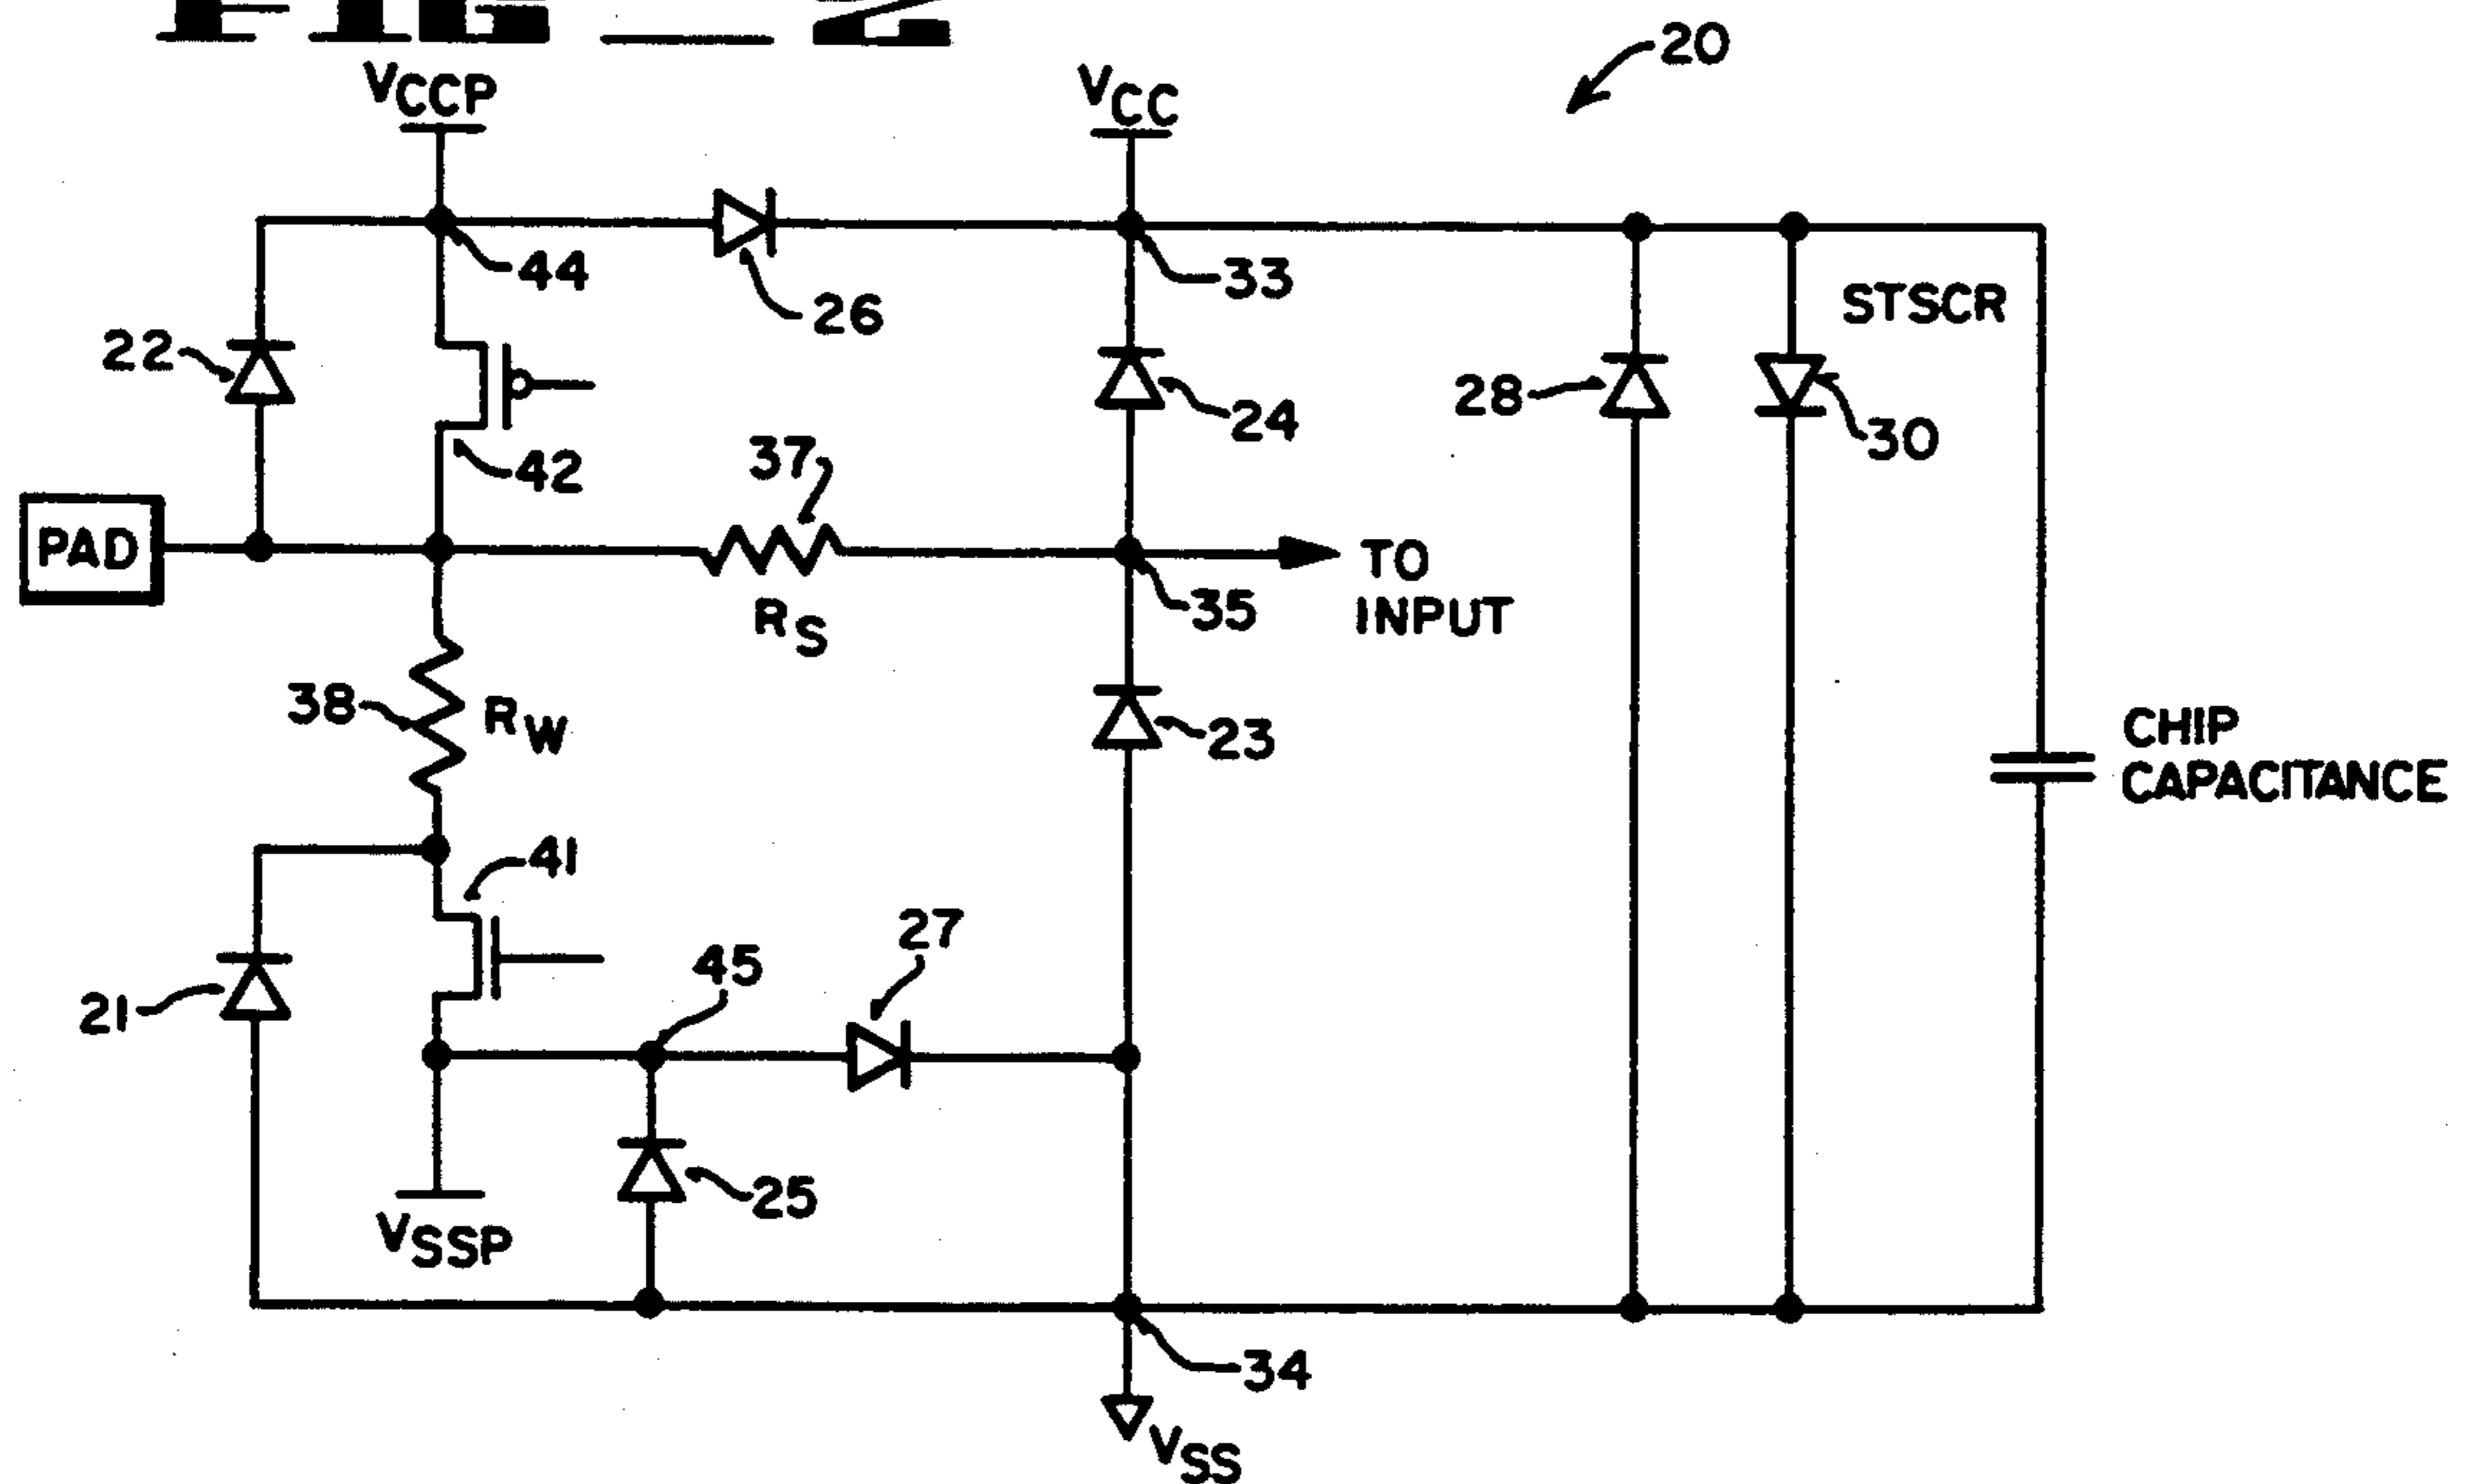 VCCP
VCC
20
44
26
33
22
STSCR
28
24
30
42
37
PAD
TO
INPUT
35
RS
38
RW
23
CHIP
CAPACITANCE
41
27
45
21
25
VSSP
34
VSS